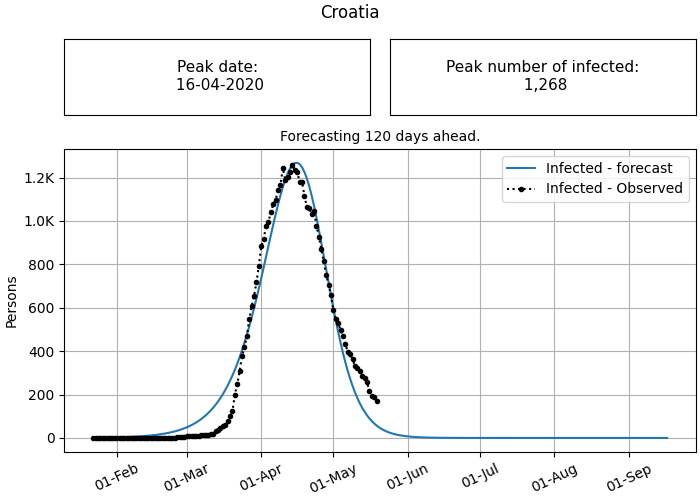 Croatia
Peak date:
16-04-2020
Peak number of infected:
1,268
Forecasting 120 days ahead.
Infected - forecast
Infected - Observed
1.2K
1.0K
800
600
400
200
0
Persons
01-Feb
01-Mar
01-Apr
01-May
01-Jun
01-Jul
01-Aug
01-Sep